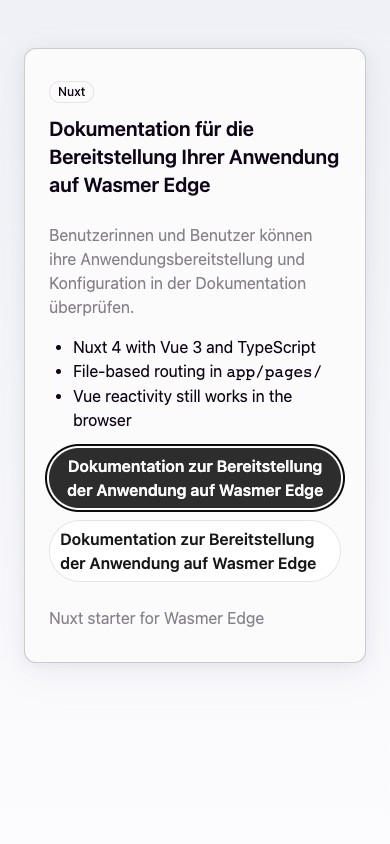 Nuxt
Dokumentation für die
Bereitstellung Ihrer Anwendung
auf Wasmer Edge
Benutzerinnen und Benutzer können
ihre Anwendungsbereitstellung und
Konfiguration in der Dokumentation
überprüfen.
• Nuxt 4 with Vue 3 and TypeScript
• File-based routing in app/pages/
• Vue reactivity still works in the
browser
Dokumentation zur Bereitstellung
der Anwendung auf Wasmer Edge
Dokumentation zur Bereitstellung
der Anwendung auf Wasmer Edge
Nuxt starter for Wasmer Edge